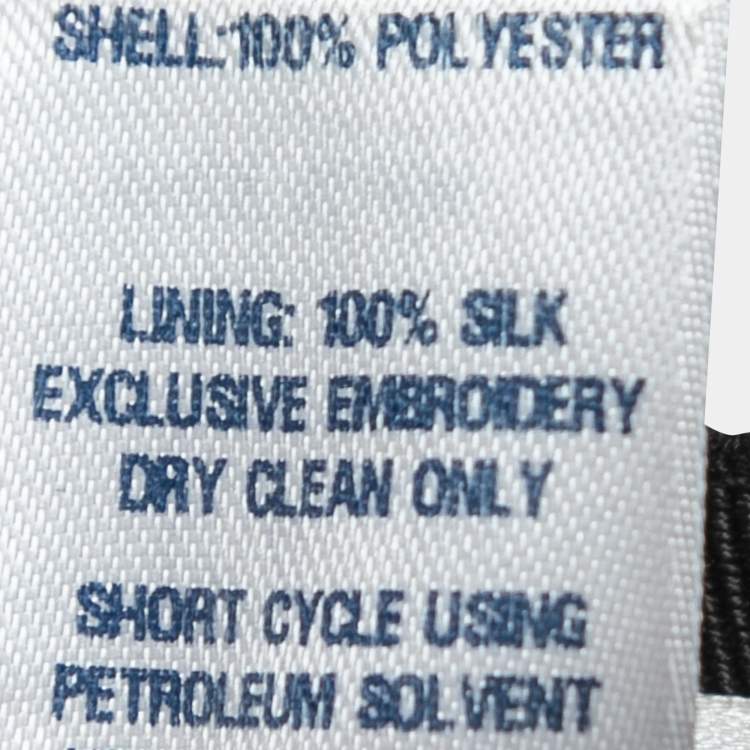 SHELL:100% POLYESTER
LINING: 100% SILK
EXCLUSIVE EMBROIDERY
DRY CLEAN ONLY
SHORT CYCLE USING
PETROLEUM SOLVENT